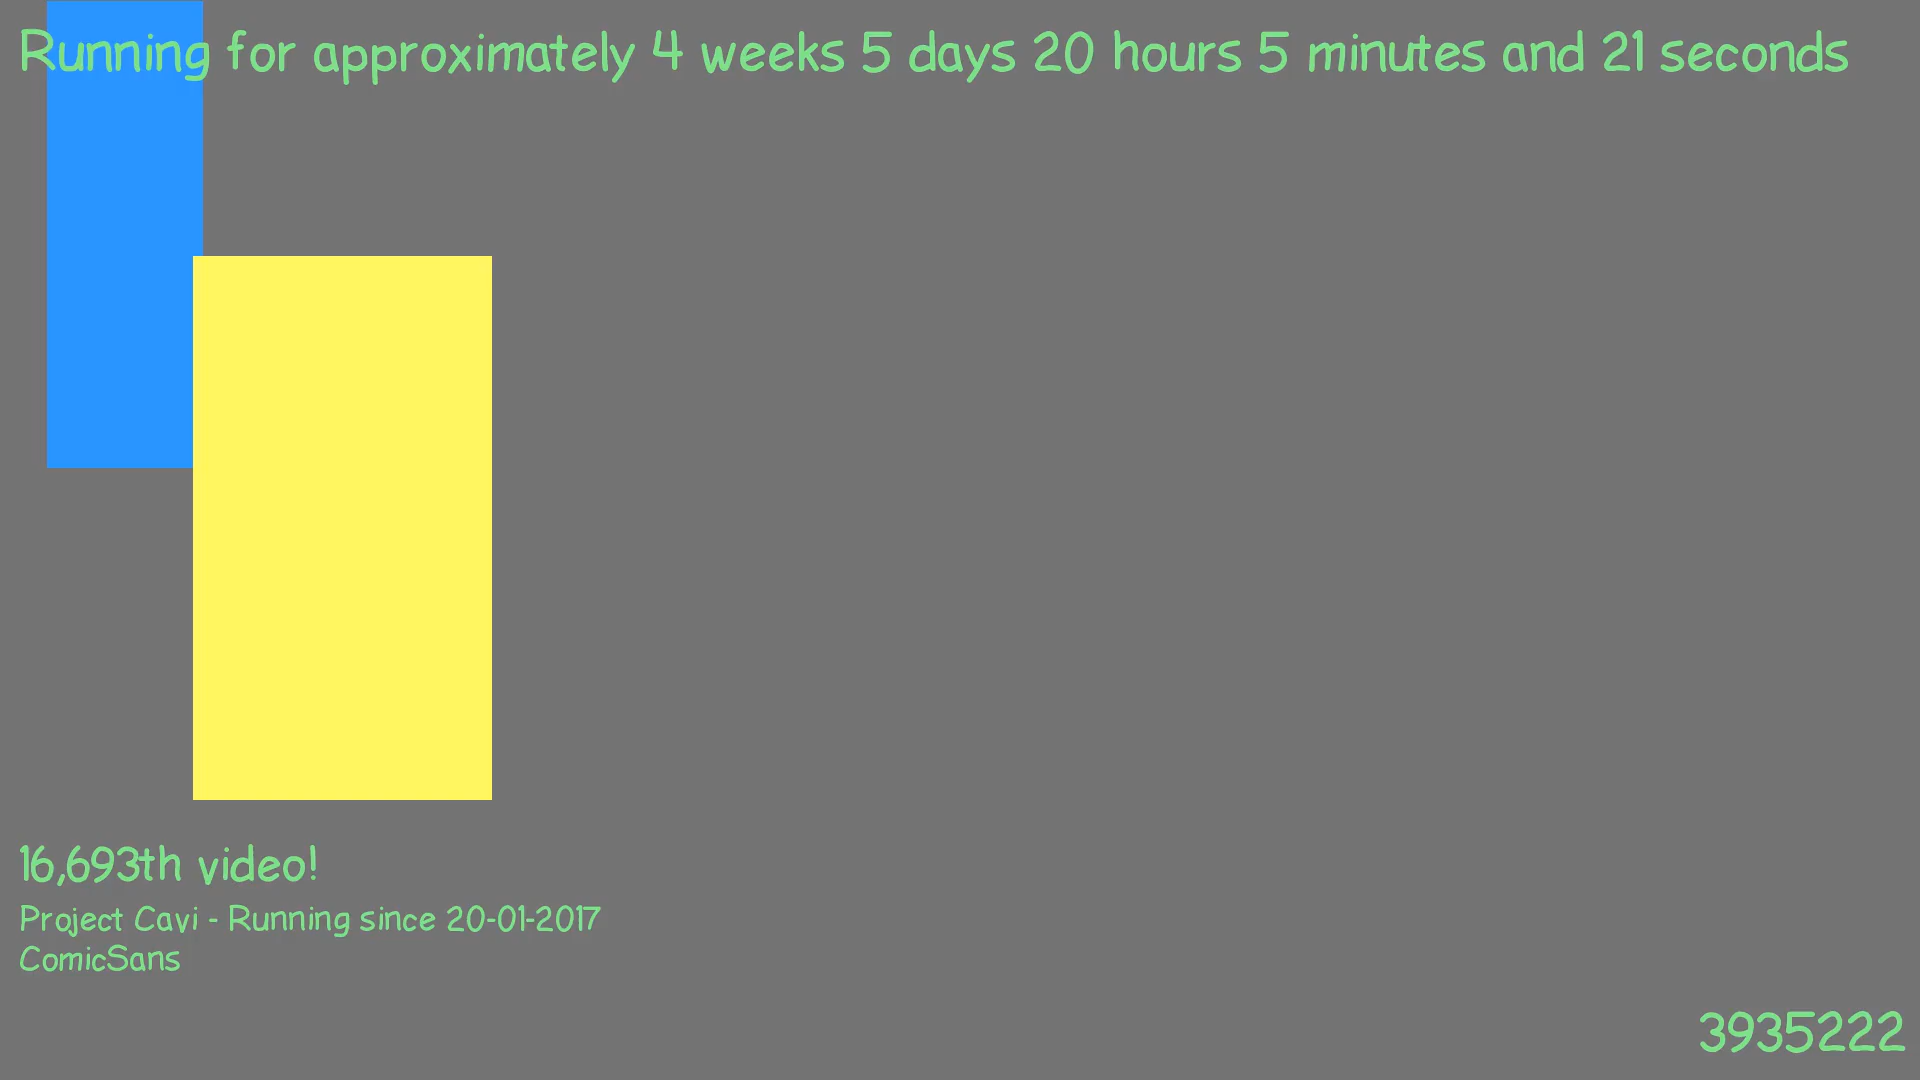 Running for approximately 4 weeks 5 days 20 hours 5 minutes and 21 seconds
16,693th video!
Project Cavi - Running since 20-01-2017
ComicSans
3935222